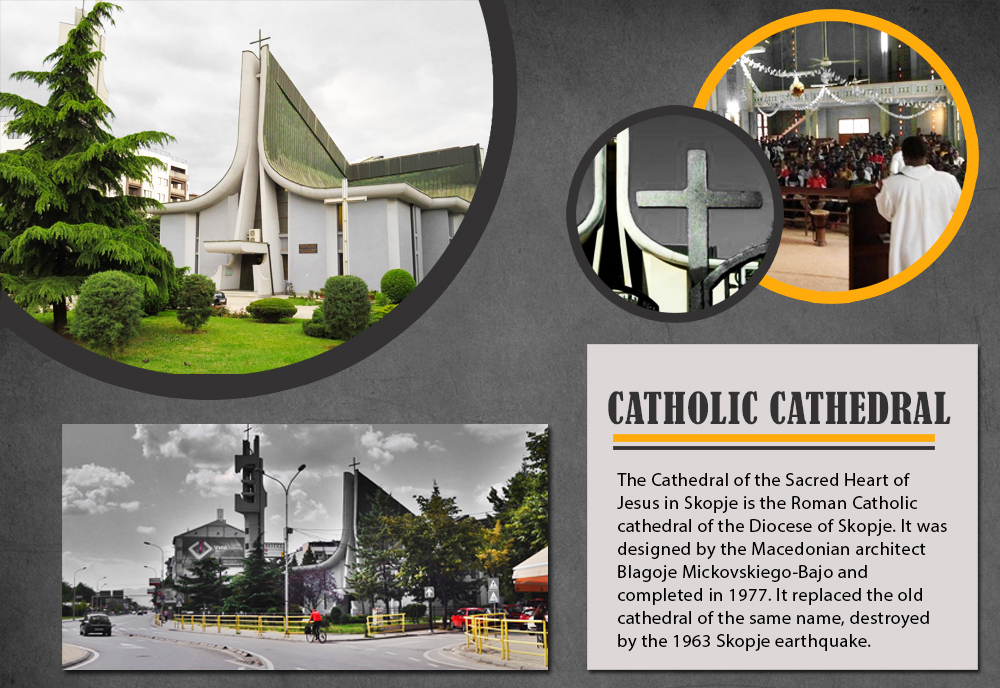 CATHOLIC CATHEDRAL
The Cathedral of the Sacred Heart of
Jesus in Skopje is the Roman Catholic
cathedral of the Diocese of Skopje. It was
designed by the Macedonian architect
Blagoje Mickovskiego-Bajo and
completed in 1977. It replaced the old
cathedral of the same name, destroyed
by the 1963 Skopje earthquake.